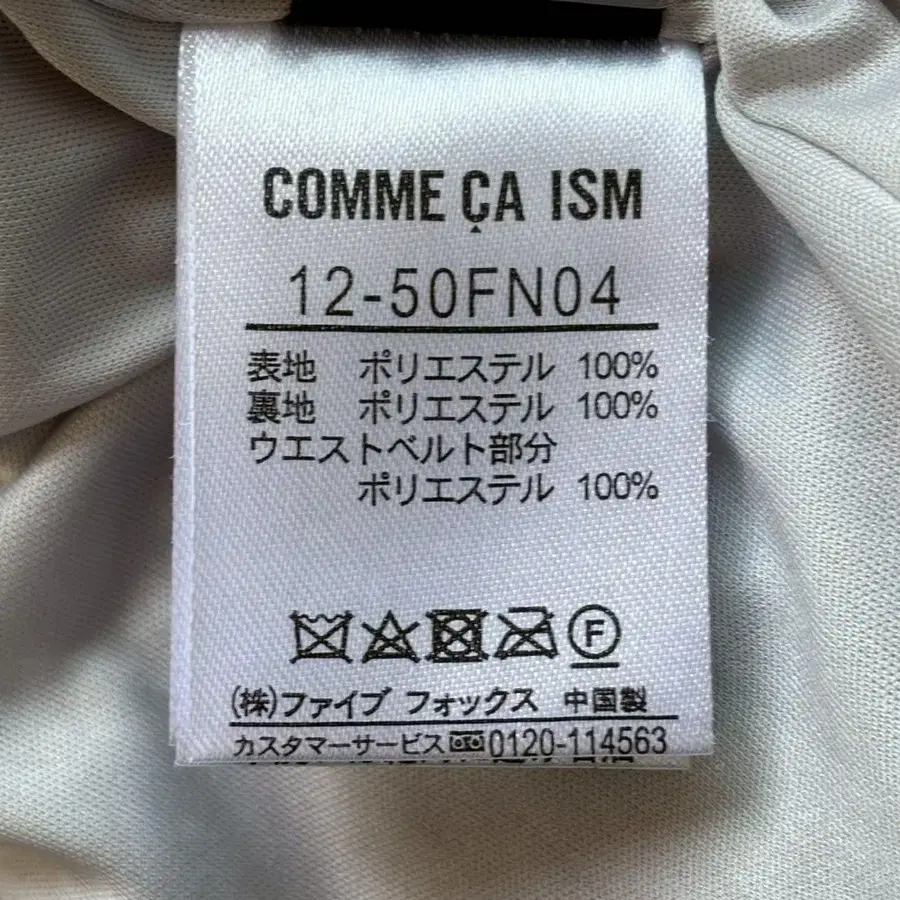 COMME ÇA ISM
12-50FN04
表地 ポリエステル 100%
裏地 ポリエステル 100%
ウエストベルト部分
ポリエステル 100%
F
(株)ファイブ フォックス 中国製
カスタマーサービス 0120-114563